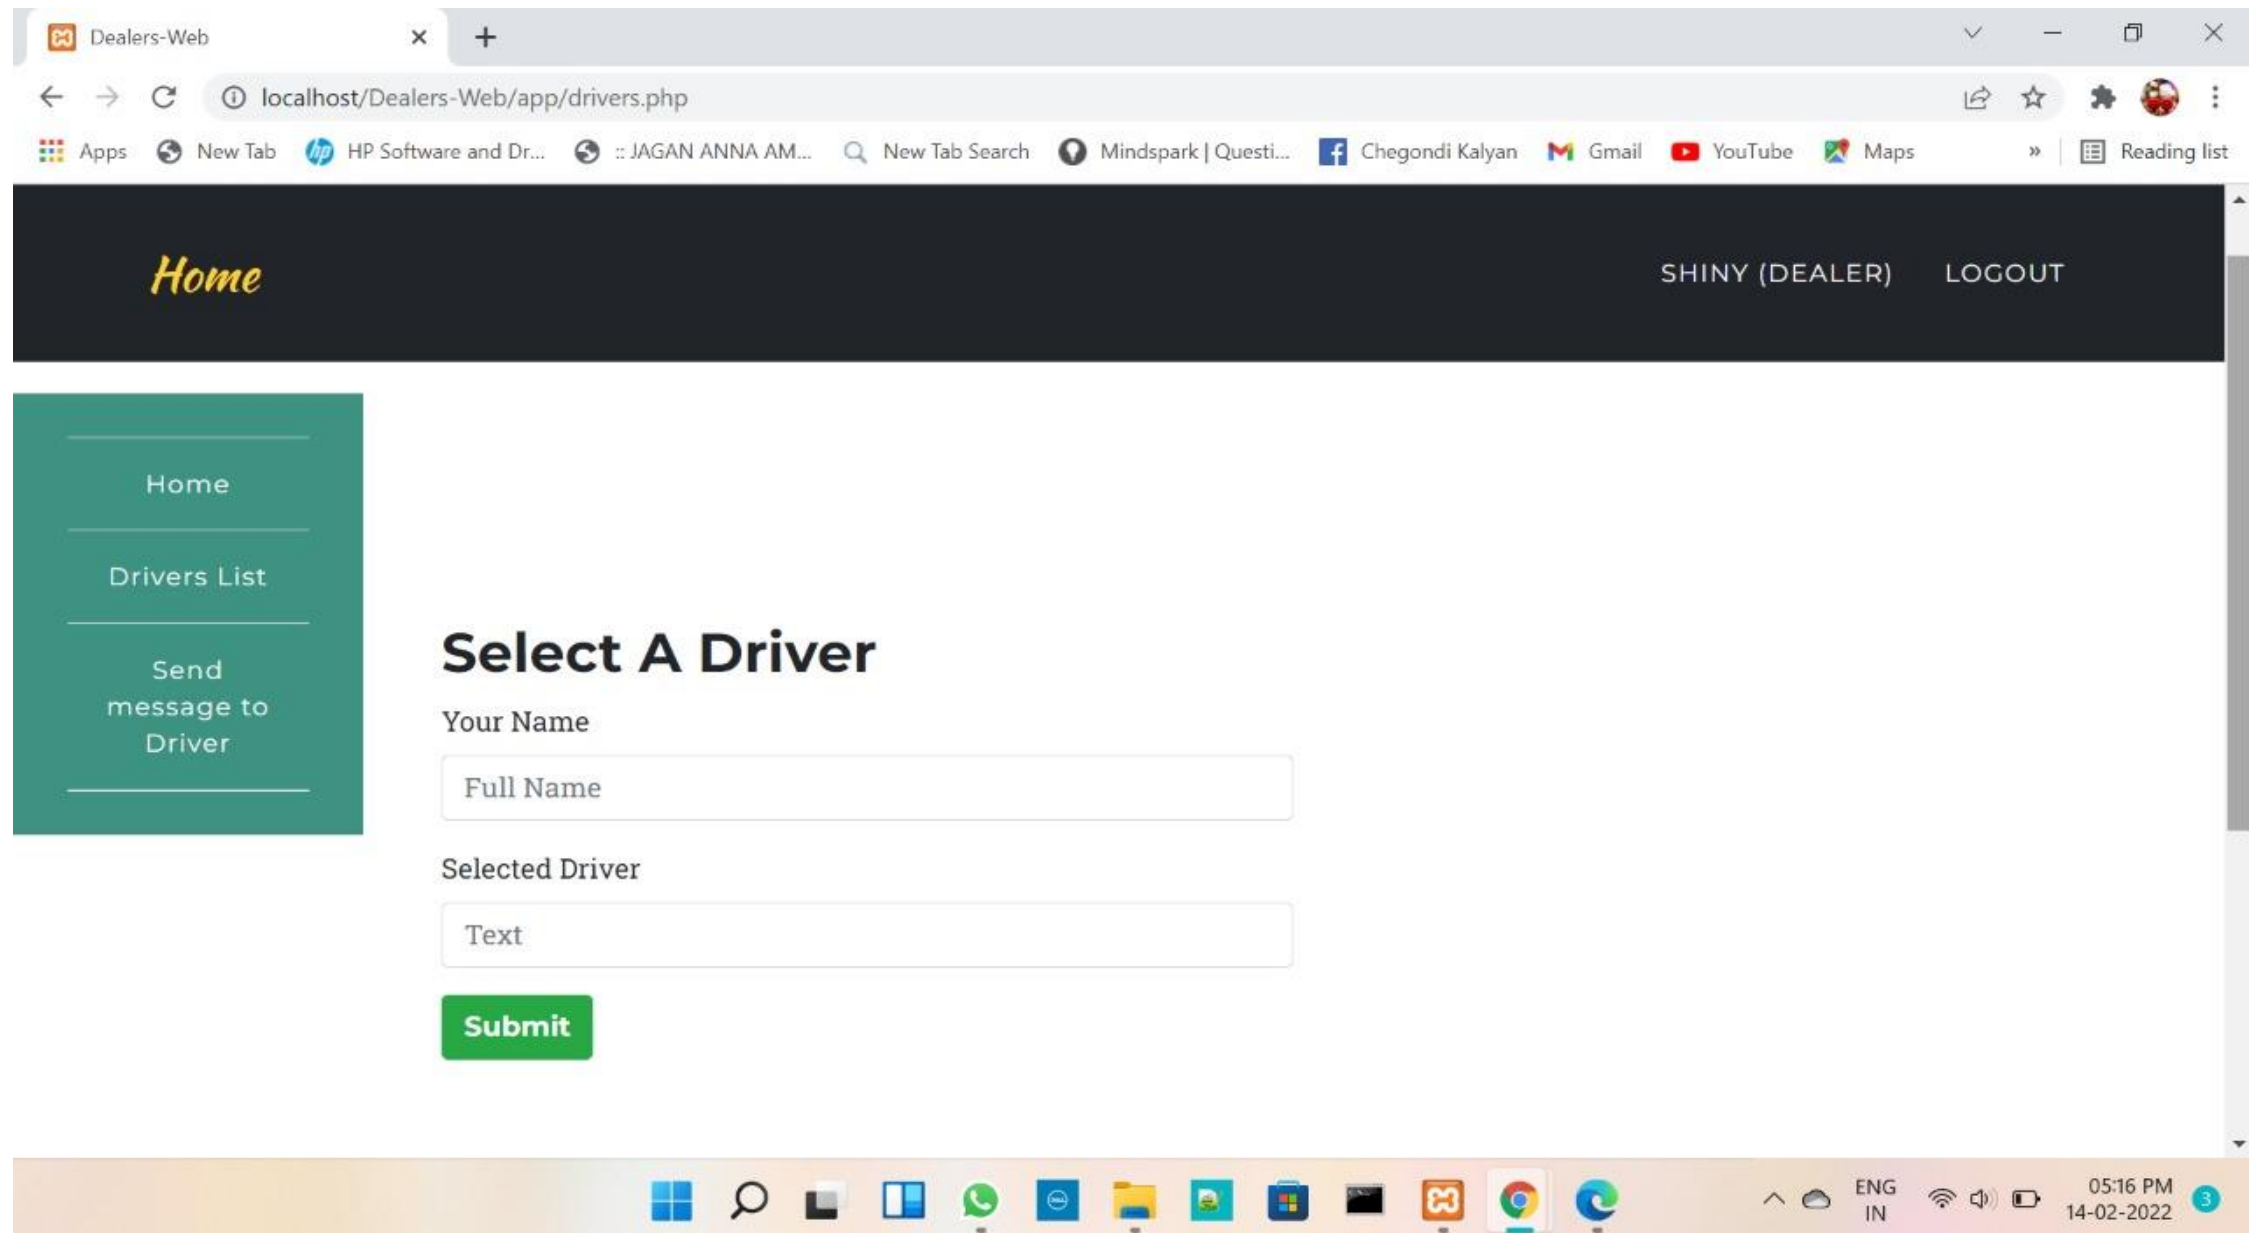 Dealers-Web
localhost/Dealers-Web/app/drivers.php
Apps New Tab HP Software and Dr... :: JAGAN ANNA AM... New Tab Search Mindspark | Questi... Chegondi Kalyan Gmail YouTube Maps » Reading list
Home SHINY (DEALER) LOGOUT
Home
Drivers List
Send
message to
Driver
Select A Driver
Your Name
Full Name
Selected Driver
Text
Submit
ENG
IN
05:16 PM
14-02-2022
3